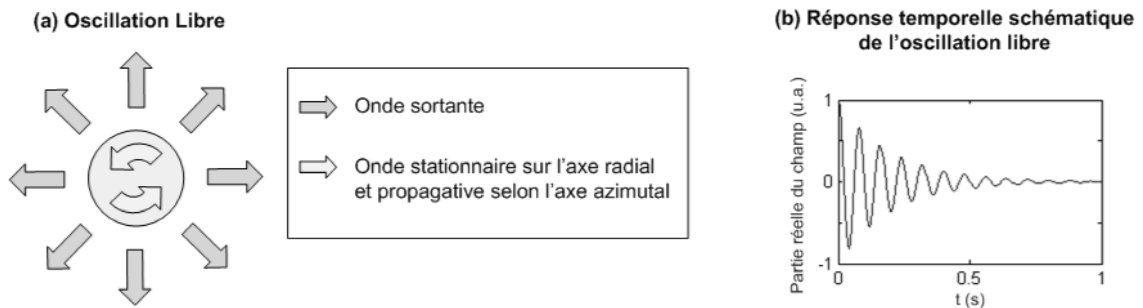 (a) Oscillation Libre
Onde sortante
Onde stationnaire sur l'axe radial
et propagative selon l'axe azimutal
(b) Réponse temporelle schématique
de l'oscillation libre
Partie réelle du champ (u.a.)
1
0
-1
0
0.5
1
t (s)